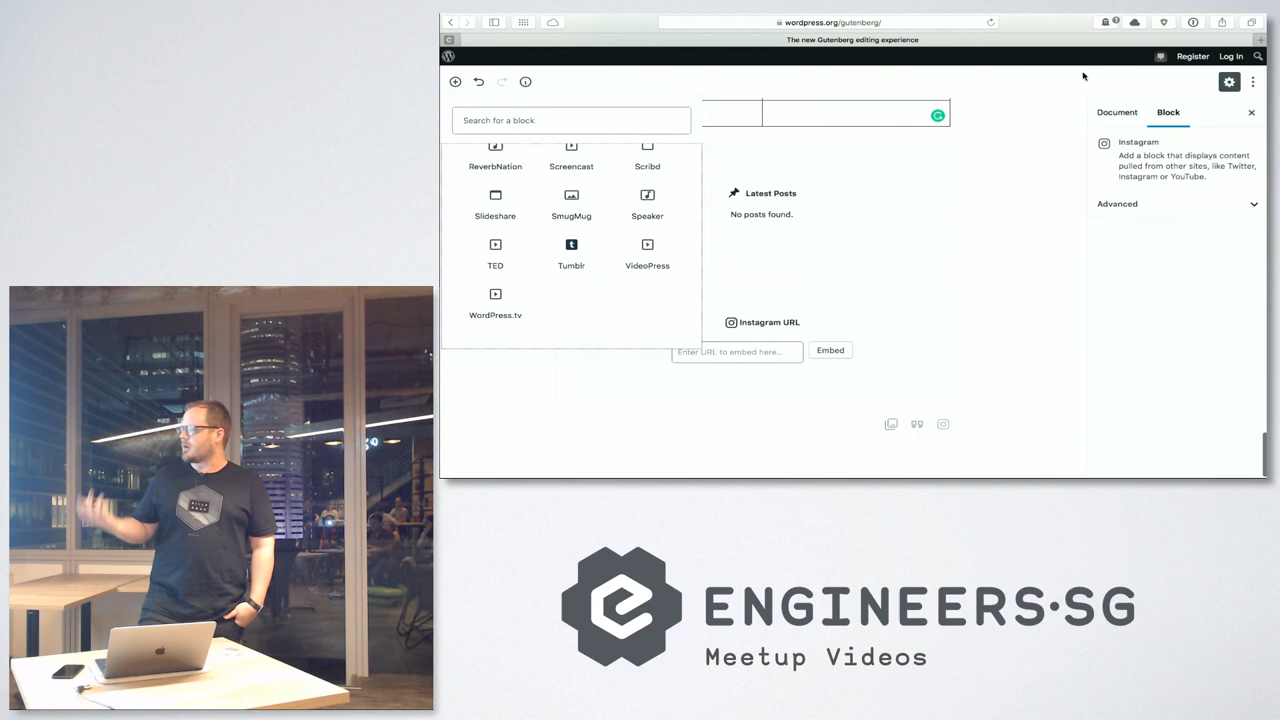 wordpress.org/gutenberg/
The new Gutenberg editing experience
Register
Log In
Search for a block
ReverbNation
Screencast
Scribd
Slideshare
SmugMug
Speaker
TED
Tumblr
VideoPress
WordPress.tv
Latest Posts
No posts found.
Instagram URL
Enter URL to embed here...
Embed
Document
Block
Instagram
Add a block that displays content
pulled from other sites, like Twitter,
Instagram or YouTube.
Advanced
ENGINEERS·SG
Meetup Videos